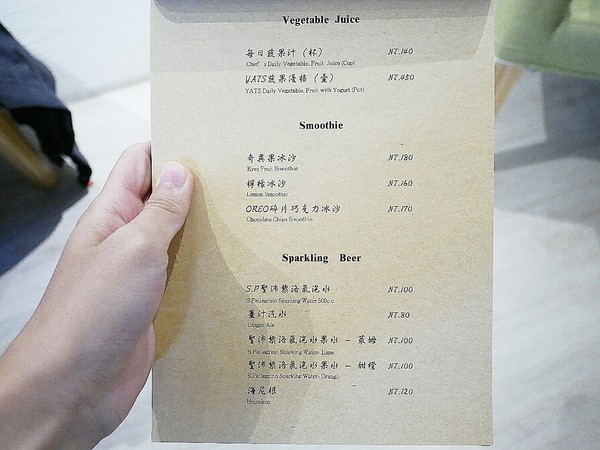 Vegetable Juice
每日蔬果汁（杯） NT.140
Chef's Daily Vegetable, Fruit Juice (Cup)
YATS蔬果優格（壹） NT.450
YATS Daily Vegetable, Fruit with Yogurt (Pot)
Smoothie
奇異果冰沙 NT.180
Kiwi Fruit Smoothie
檸檬冰沙 NT.160
Lemon Smoothie
OREO碎片巧克力冰沙 NT.170
Chocolate Chips Smoothie
Sparkling Beer
S.P聖沛黎洛氣泡水 NT.100
S.Pellegrino Sparking Water 500c.c.
薑汁汽水 NT.80
Ginger Ale
聖沛黎洛氣泡水果水 – 萊姆 NT.100
S.Pellegrino Sparking Water- Lime
聖沛黎洛氣泡水果水 – 甜橙 NT.100
S.Pellegrino Sparking Water- Orange
海尼根 NT.120
Heineken